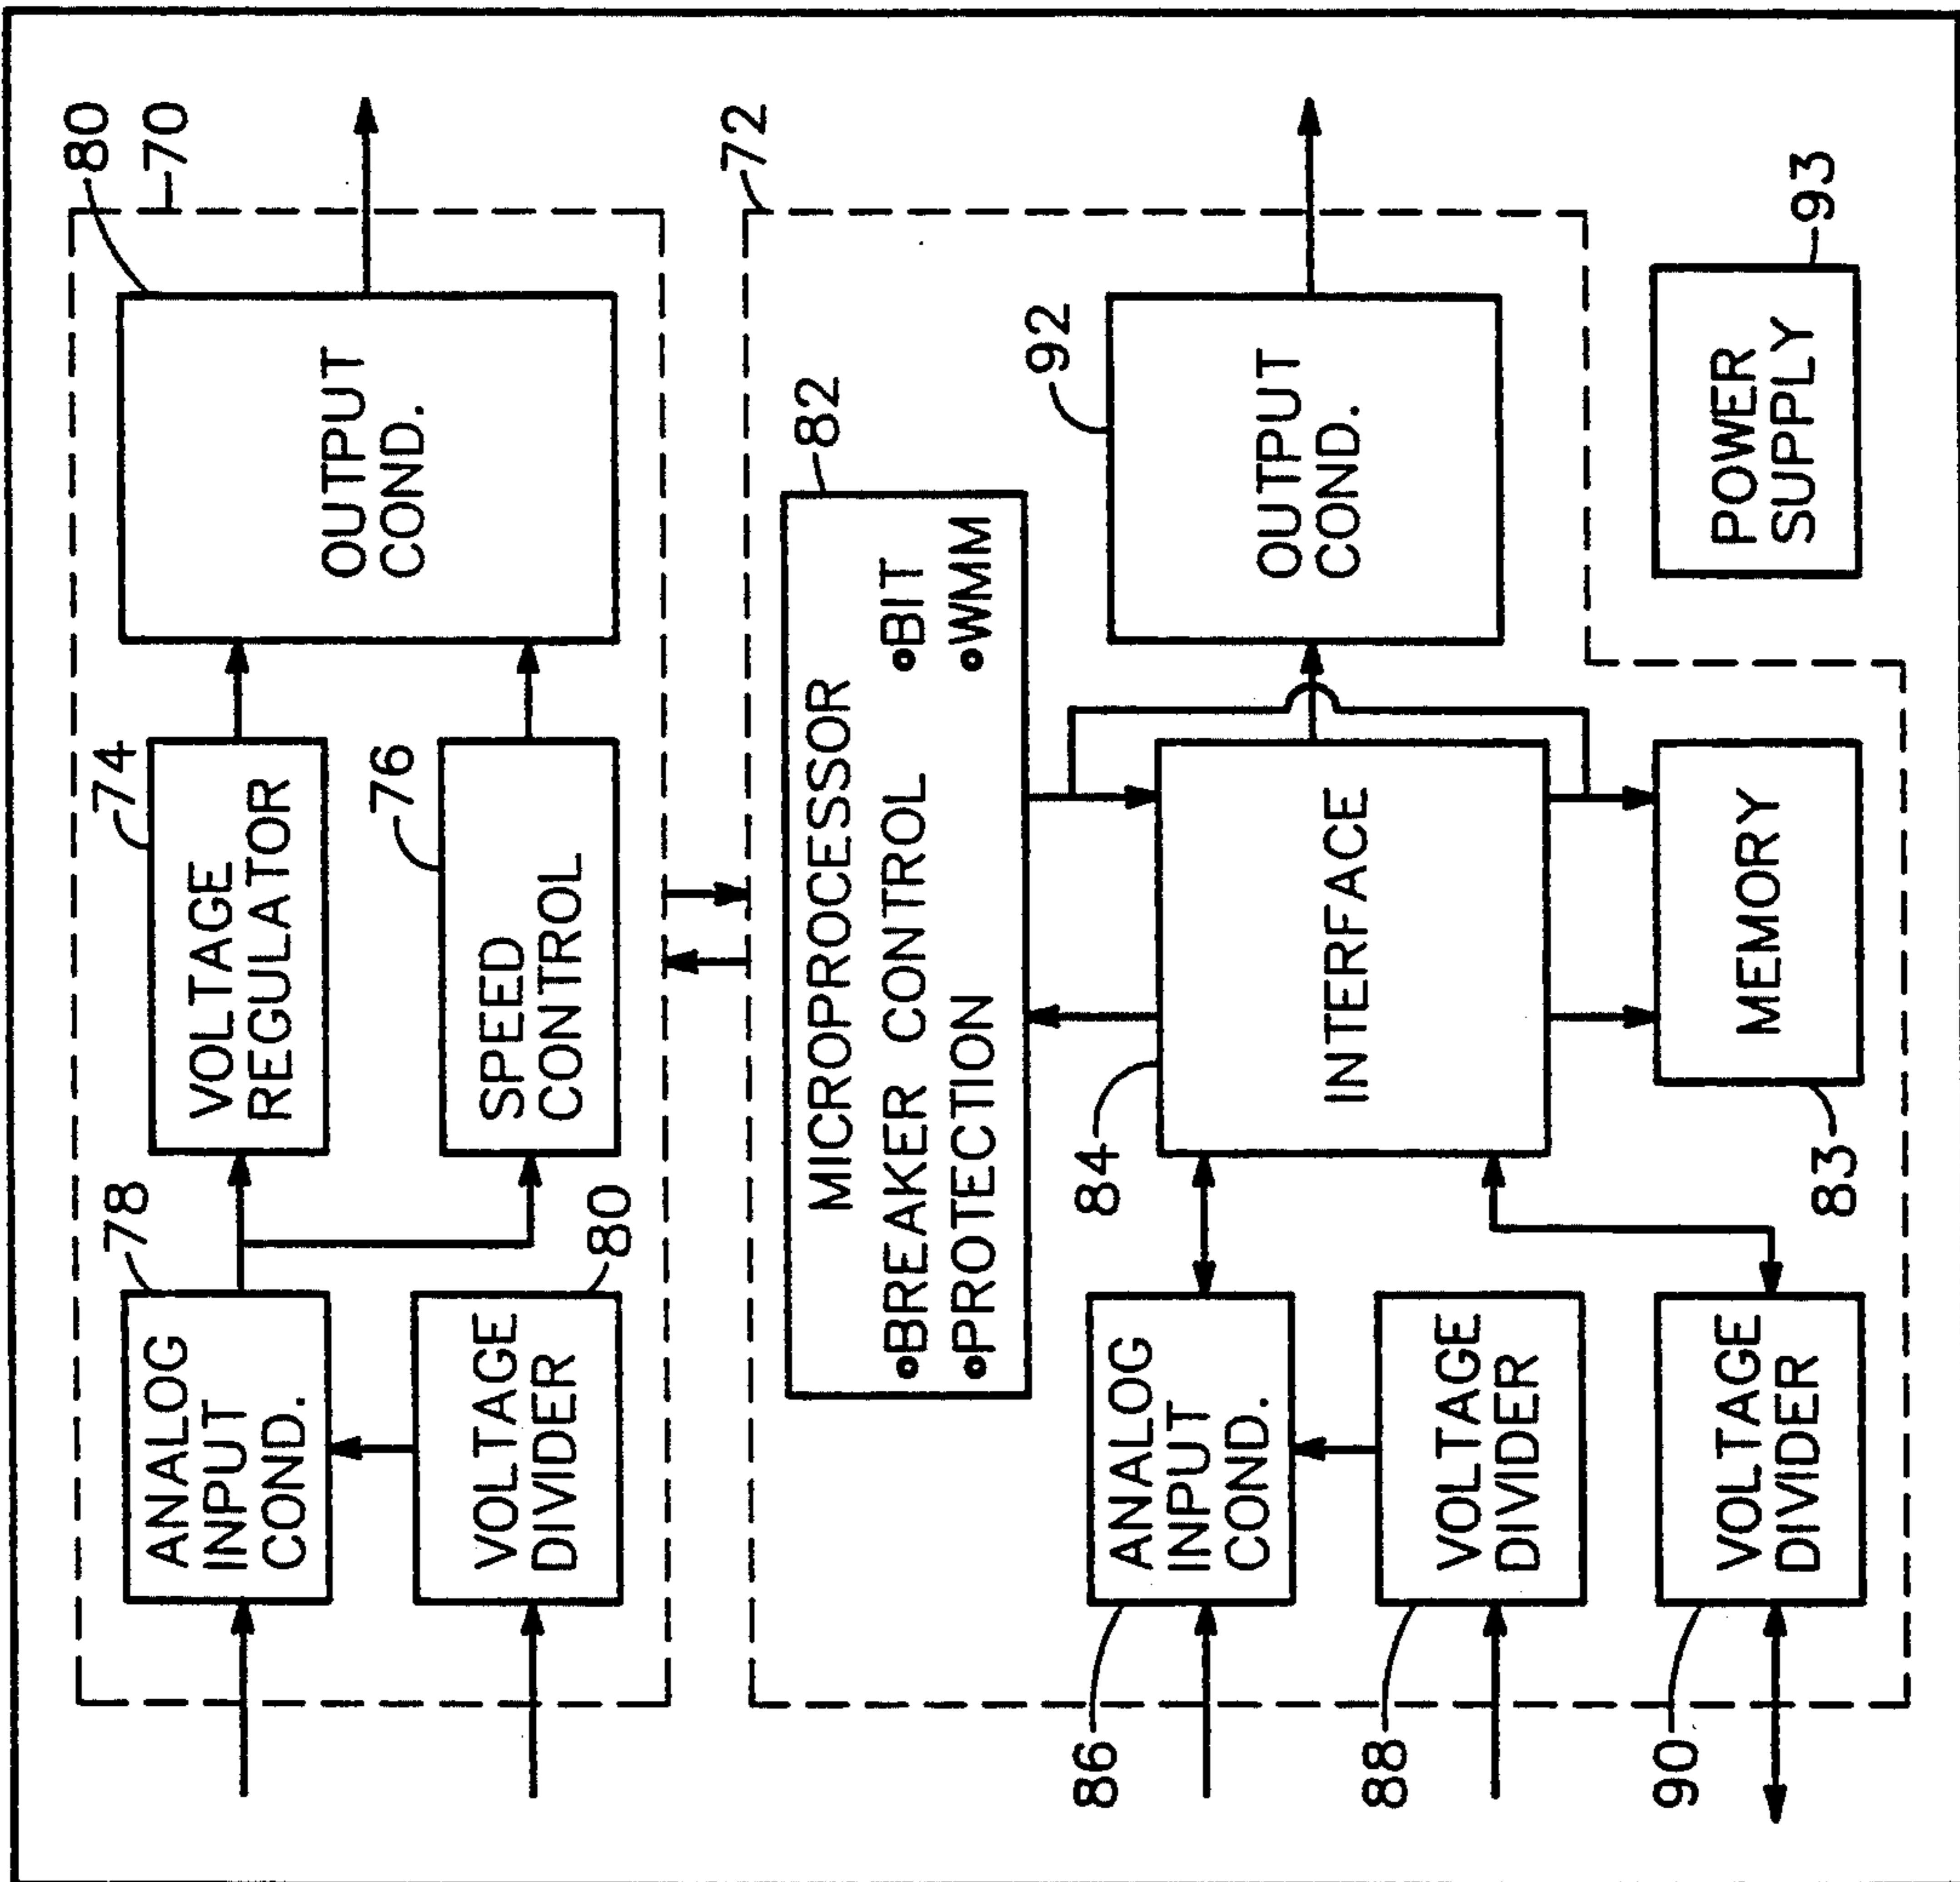 80
70
OUTPUT
COND.
74
VOLTAGE
REGULATOR
76
SPEED
CONTROL
78
ANALOG
INPUT
COND.
80
VOLTAGE
DIVIDER
72
82
MICROPROCESSOR
•BREAKER CONTROL •BIT
•PROTECTION •WMM
92
OUTPUT
COND.
84
INTERFACE
86
ANALOG
INPUT
COND.
88
VOLTAGE
DIVIDER
90
VOLTAGE
DIVIDER
83
MEMORY
93
POWER
SUPPLY